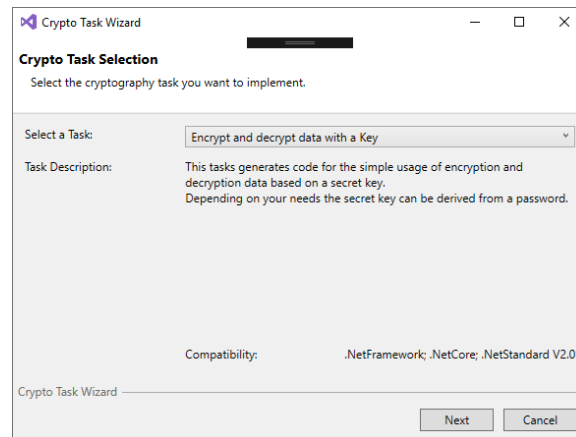 Crypto Task Wizard
Crypto Task Selection
Select the cryptography task you want to implement.
Select a Task:
Encrypt and decrypt data with a Key
Task Description:
This tasks generates code for the simple usage of encryption and
decryption data based on a secret key.
Depending on your needs the secret key can be derived from a password.
Compatibility:
.NetFramework; .NetCore; .NetStandard V2.0
Crypto Task Wizard
Next
Cancel